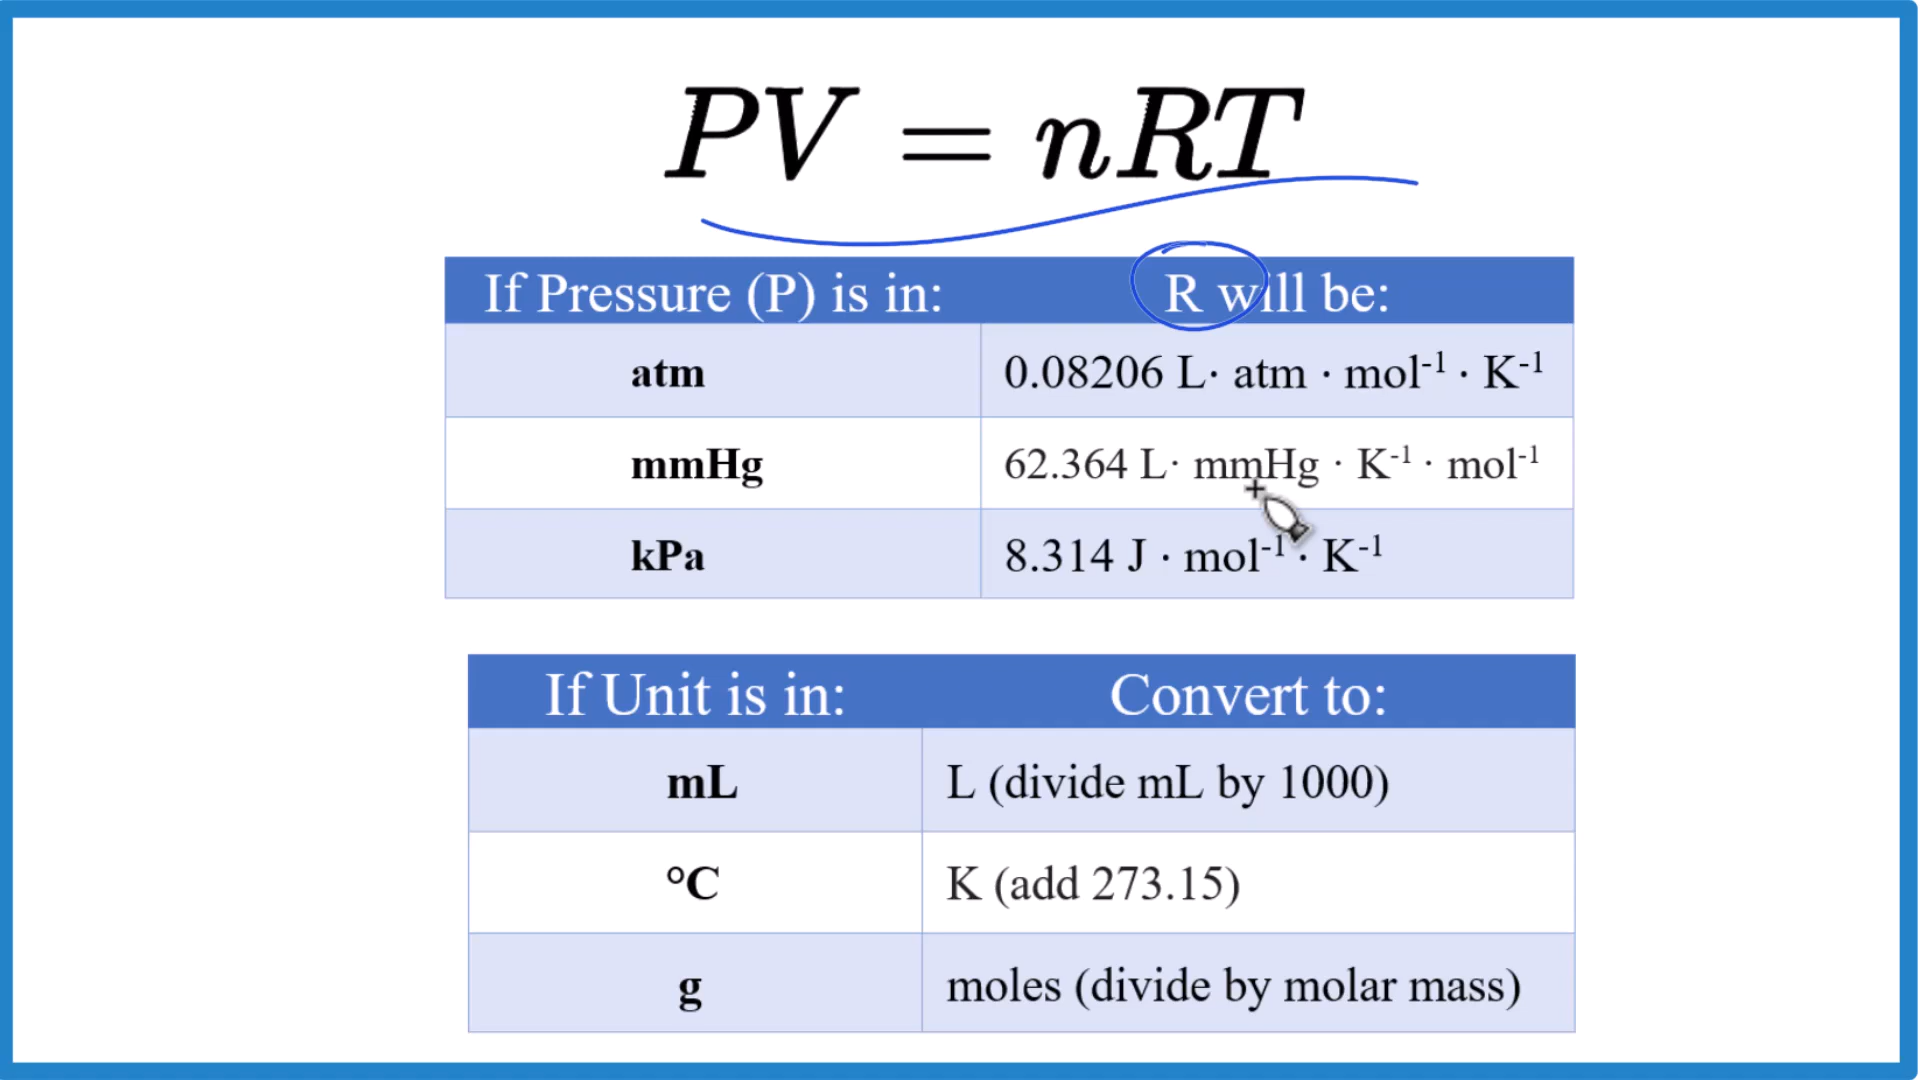 PV = nRT
If Pressure (P) is in: R will be:
atm 0.08206 L· atm · mol⁻¹ · K⁻¹
mmHg 62.364 L· mmHg · K⁻¹ · mol⁻¹
kPa 8.314 J · mol⁻¹ · K⁻¹
If Unit is in: Convert to:
mL L (divide mL by 1000)
°C K (add 273.15)
g moles (divide by molar mass)